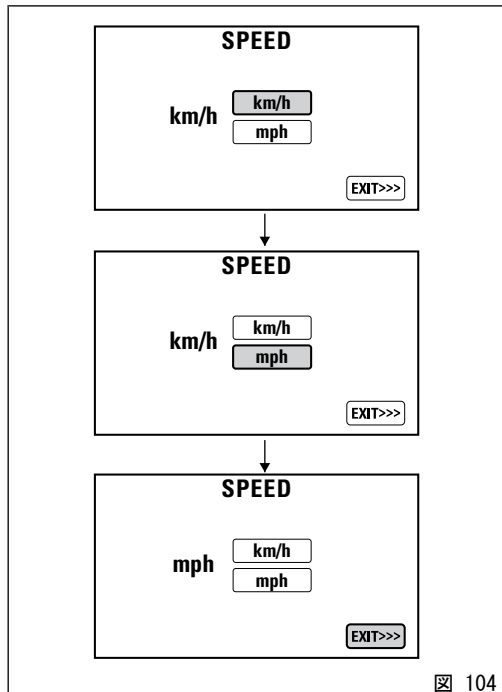 SPEED
km/h
km/h
mph
EXIT>>>
SPEED
km/h
km/h
mph
EXIT>>>
SPEED
km/h
mph
mph
EXIT>>>
図 104